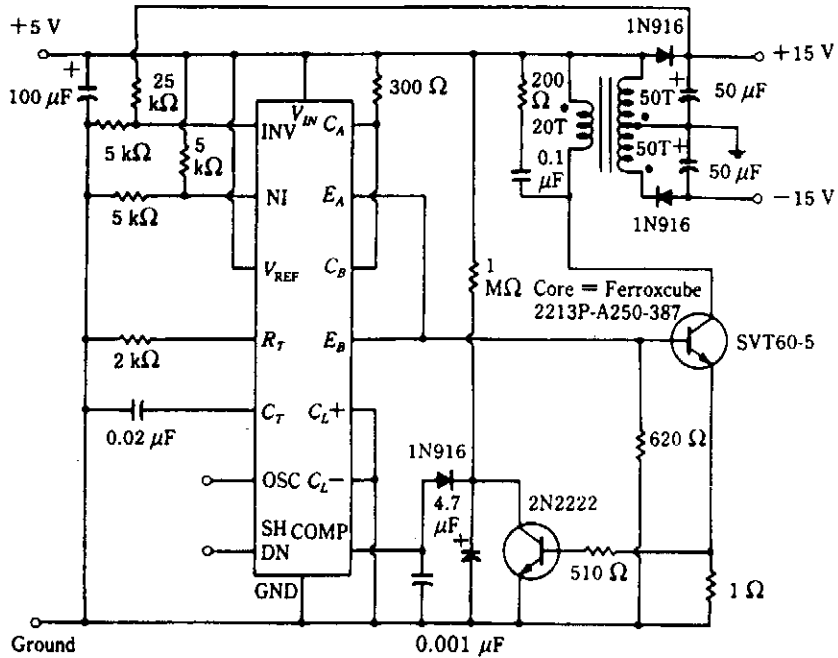 +5 V
1N916
+15 V
+
100 µF
25
kΩ
300 Ω
200
Ω
20T
50T
+
50 µF
V_IN
INV
C_A
5 kΩ
5
kΩ
0.1
µF
50T
+
50 µF
NI
E_A
5 kΩ
−15 V
1N916
V_REF
C_B
1
MΩ
Core = Ferroxcube
2213P-A250-387
R_T
E_B
SVT60-5
2 kΩ
C_T
C_L+
0.02 µF
1N916
620 Ω
OSC
C_L−
4.7
µF
+
2N2222
SH
DN
COMP
510 Ω
1 Ω
GND
Ground
0.001 µF